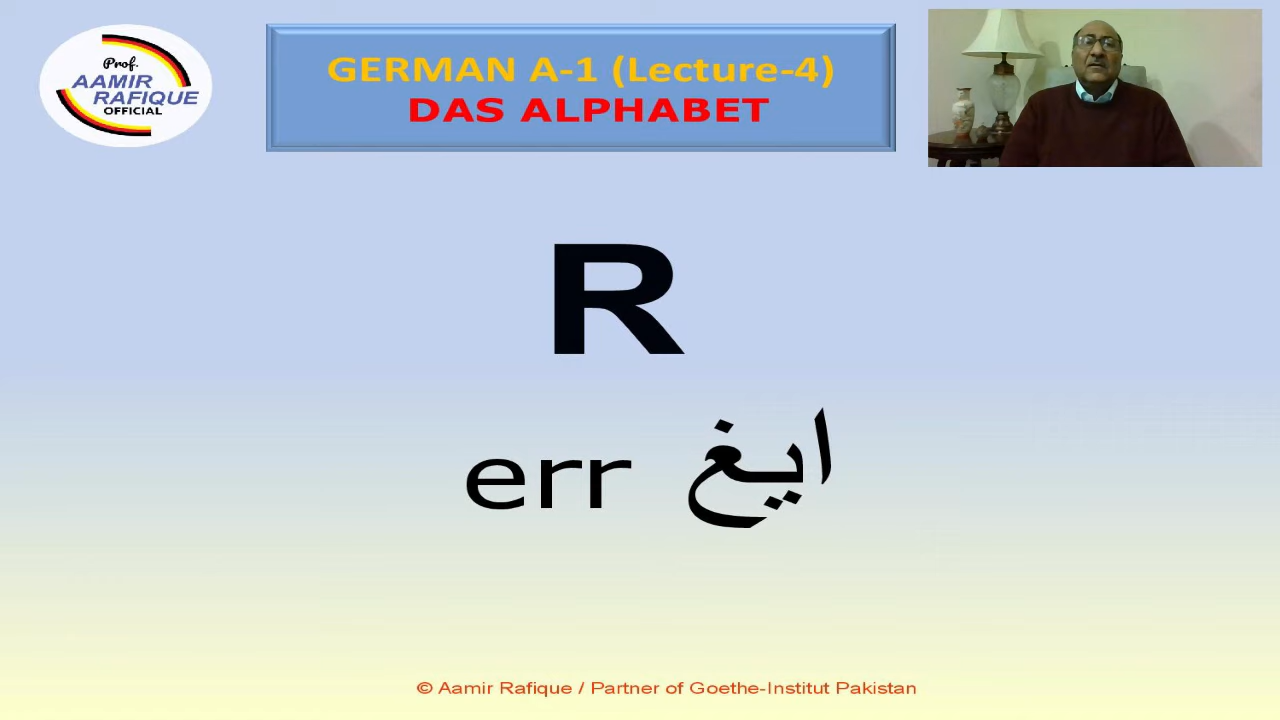 Prof.
AAMIR
RAFIQUE
OFFICIAL
GERMAN A-1 (Lecture-4)
DAS ALPHABET
R
err ایغ
© Aamir Rafique / Partner of Goethe-Institut Pakistan